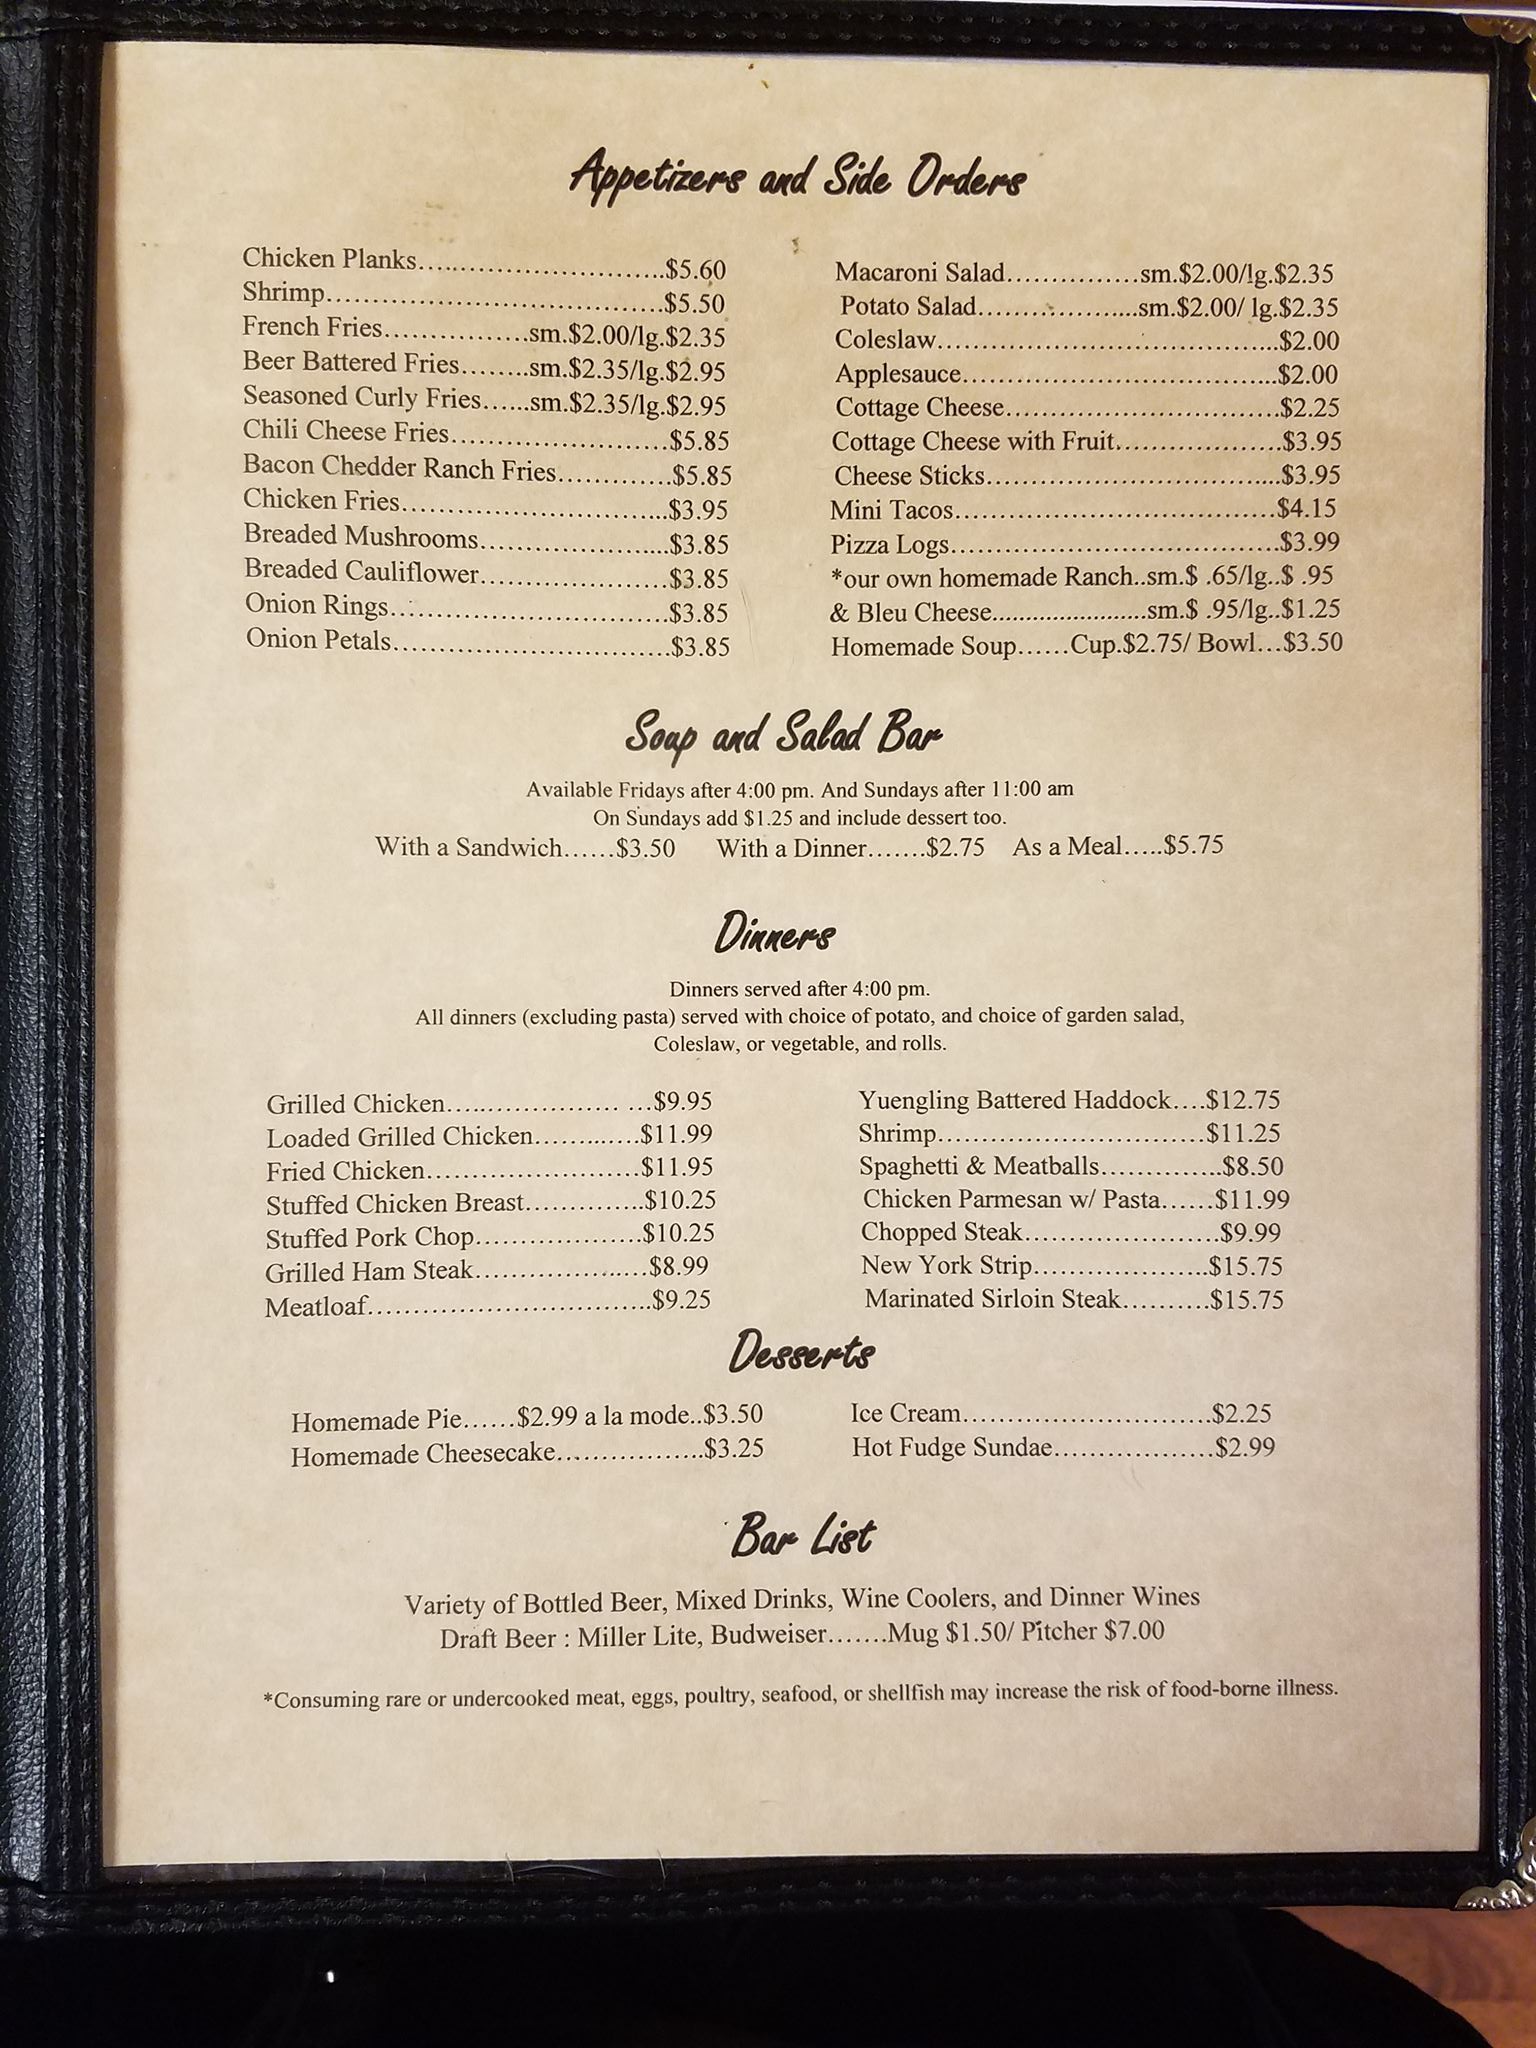 Appetizers and Side Orders
Chicken Planks.............................$5.60
Shrimp.......................................$5.50
French Fries.................sm.$2.00/lg.$2.35
Beer Battered Fries........sm.$2.35/lg.$2.95
Seasoned Curly Fries......sm.$2.35/lg.$2.95
Chili Cheese Fries.........................$5.85
Bacon Chedder Ranch Fries.............$5.85
Chicken Fries...............................$3.95
Breaded Mushrooms......................$3.85
Breaded Cauliflower......................$3.85
Onion Rings................................$3.85
Onion Petals................................$3.85
Macaroni Salad...............sm.$2.00/lg.$2.35
Potato Salad...................sm.$2.00/ lg.$2.35
Coleslaw.......................................$2.00
Applesauce.....................................$2.00
Cottage Cheese................................$2.25
Cottage Cheese with Fruit...................$3.95
Cheese Sticks..................................$3.95
Mini Tacos.....................................$4.15
Pizza Logs......................................$3.99
*our own homemade Ranch..sm.$ .65/lg..$ .95
& Bleu Cheese.......................sm.$ .95/lg..$1.25
Homemade Soup......Cup.$2.75/ Bowl...$3.50
Soup and Salad Bar
Available Fridays after 4:00 pm. And Sundays after 11:00 am
On Sundays add $1.25 and include dessert too.
With a Sandwich......$3.50 With a Dinner.......$2.75 As a Meal.....$5.75
Dinners
Dinners served after 4:00 pm.
All dinners (excluding pasta) served with choice of potato, and choice of garden salad,
Coleslaw, or vegetable, and rolls.
Grilled Chicken.................... ...$9.95
Loaded Grilled Chicken.............$11.99
Fried Chicken.........................$11.95
Stuffed Chicken Breast..............$10.25
Stuffed Pork Chop...................$10.25
Grilled Ham Steak....................$8.99
Meatloaf.................................$9.25
Yuengling Battered Haddock....$12.75
Shrimp...............................$11.25
Spaghetti & Meatballs..............$8.50
Chicken Parmesan w/ Pasta......$11.99
Chopped Steak.......................$9.99
New York Strip.....................$15.75
Marinated Sirloin Steak..........$15.75
Desserts
Homemade Pie......$2.99 a la mode..$3.50
Homemade Cheesecake.................$3.25
Ice Cream.............................$2.25
Hot Fudge Sundae...................$2.99
Bar List
Variety of Bottled Beer, Mixed Drinks, Wine Coolers, and Dinner Wines
Draft Beer : Miller Lite, Budweiser.......Mug $1.50/ Pitcher $7.00
*Consuming rare or undercooked meat, eggs, poultry, seafood, or shellfish may increase the risk of food-borne illness.